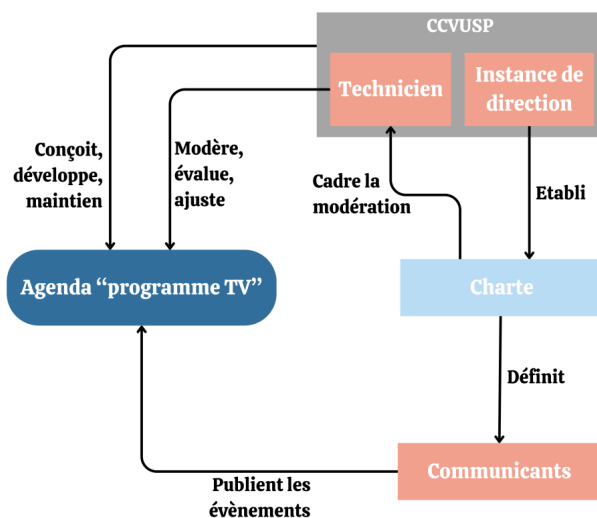 CCVUSP
Technicien
Instance de
direction
Conçoit,
développe,
maintien
Modère,
évalue,
ajuste
Cadre la
modération
Etabli
Agenda “programme TV”
Charte
Définit
Communicants
Publient les
évènements